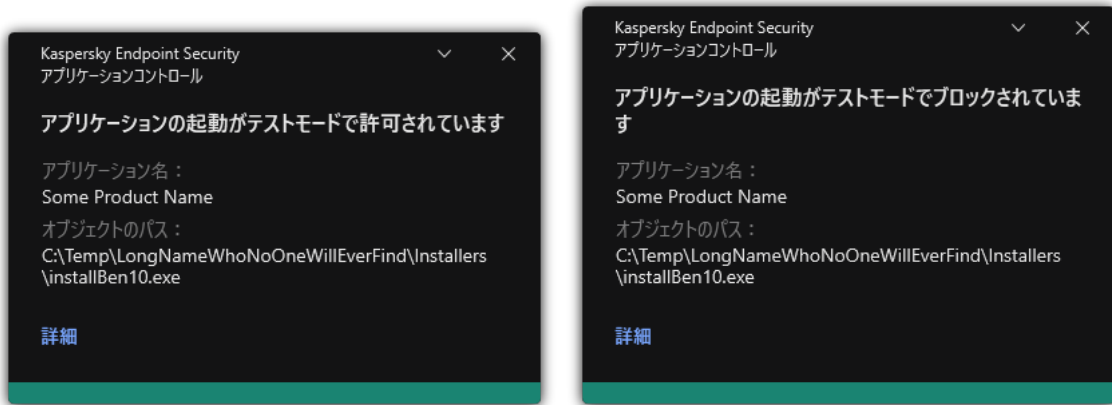 Kaspersky Endpoint Security
アプリケーションコントロール
アプリケーションの起動がテストモードで許可されています
アプリケーション名：
Some Product Name
オブジェクトのパス：
C:\Temp\LongNameWhoNoOneWillEverFind\Installers
\installBen10.exe
詳細
Kaspersky Endpoint Security
アプリケーションコントロール
アプリケーションの起動がテストモードでブロックされていま
す
アプリケーション名：
Some Product Name
オブジェクトのパス：
C:\Temp\LongNameWhoNoOneWillEverFind\Installers
\installBen10.exe
詳細